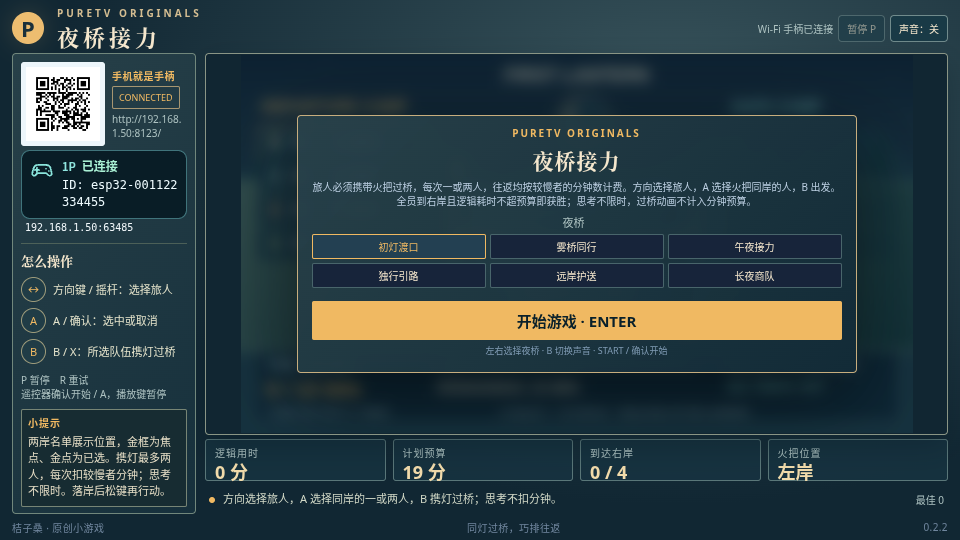 P
PURETV ORIGINALS
夜桥接力
Wi-Fi 手柄已连接
暂停 P
声音：关
手机就是手柄
CONNECTED
http://192.168.
1.50:8123/
1P 已连接
ID: esp32-001122
334455
192.168.1.50:63485
怎么操作
↔ 方向键 / 摇杆：选择旅人
A A / 确认：选中或取消
B B / X：所选队伍携灯过桥
P 暂停 R 重试
遥控器确认开始 / A，播放键暂停
小提示
两岸名单展示位置，金框为焦
点、金点为已选。携灯最多两
人，每次扣较慢者分钟；思考
不限时。落岸后松键再行动。
PURETV ORIGINALS
夜桥接力
旅人必须携带火把过桥，每次一或两人，往返均按较慢者的分钟数计费。方向选择旅人，A 选择火把同岸的人，B 出发。
全员到右岸且逻辑耗时不超预算即获胜；思考不限时，过桥动画不计入分钟预算。
夜桥
初灯渡口
雾桥同行
午夜接力
独行引路
远岸护送
长夜商队
开始游戏 · ENTER
左右选择夜桥 · B 切换声音 · START / 确认开始
逻辑用时
0 分
计划预算
19 分
到达右岸
0 / 4
火把位置
左岸
方向选择旅人，A 选择同岸的一或两人，B 携灯过桥；思考不扣分钟。
最佳 0
桔子桑 · 原创小游戏
同灯过桥，巧排往返
0.2.2